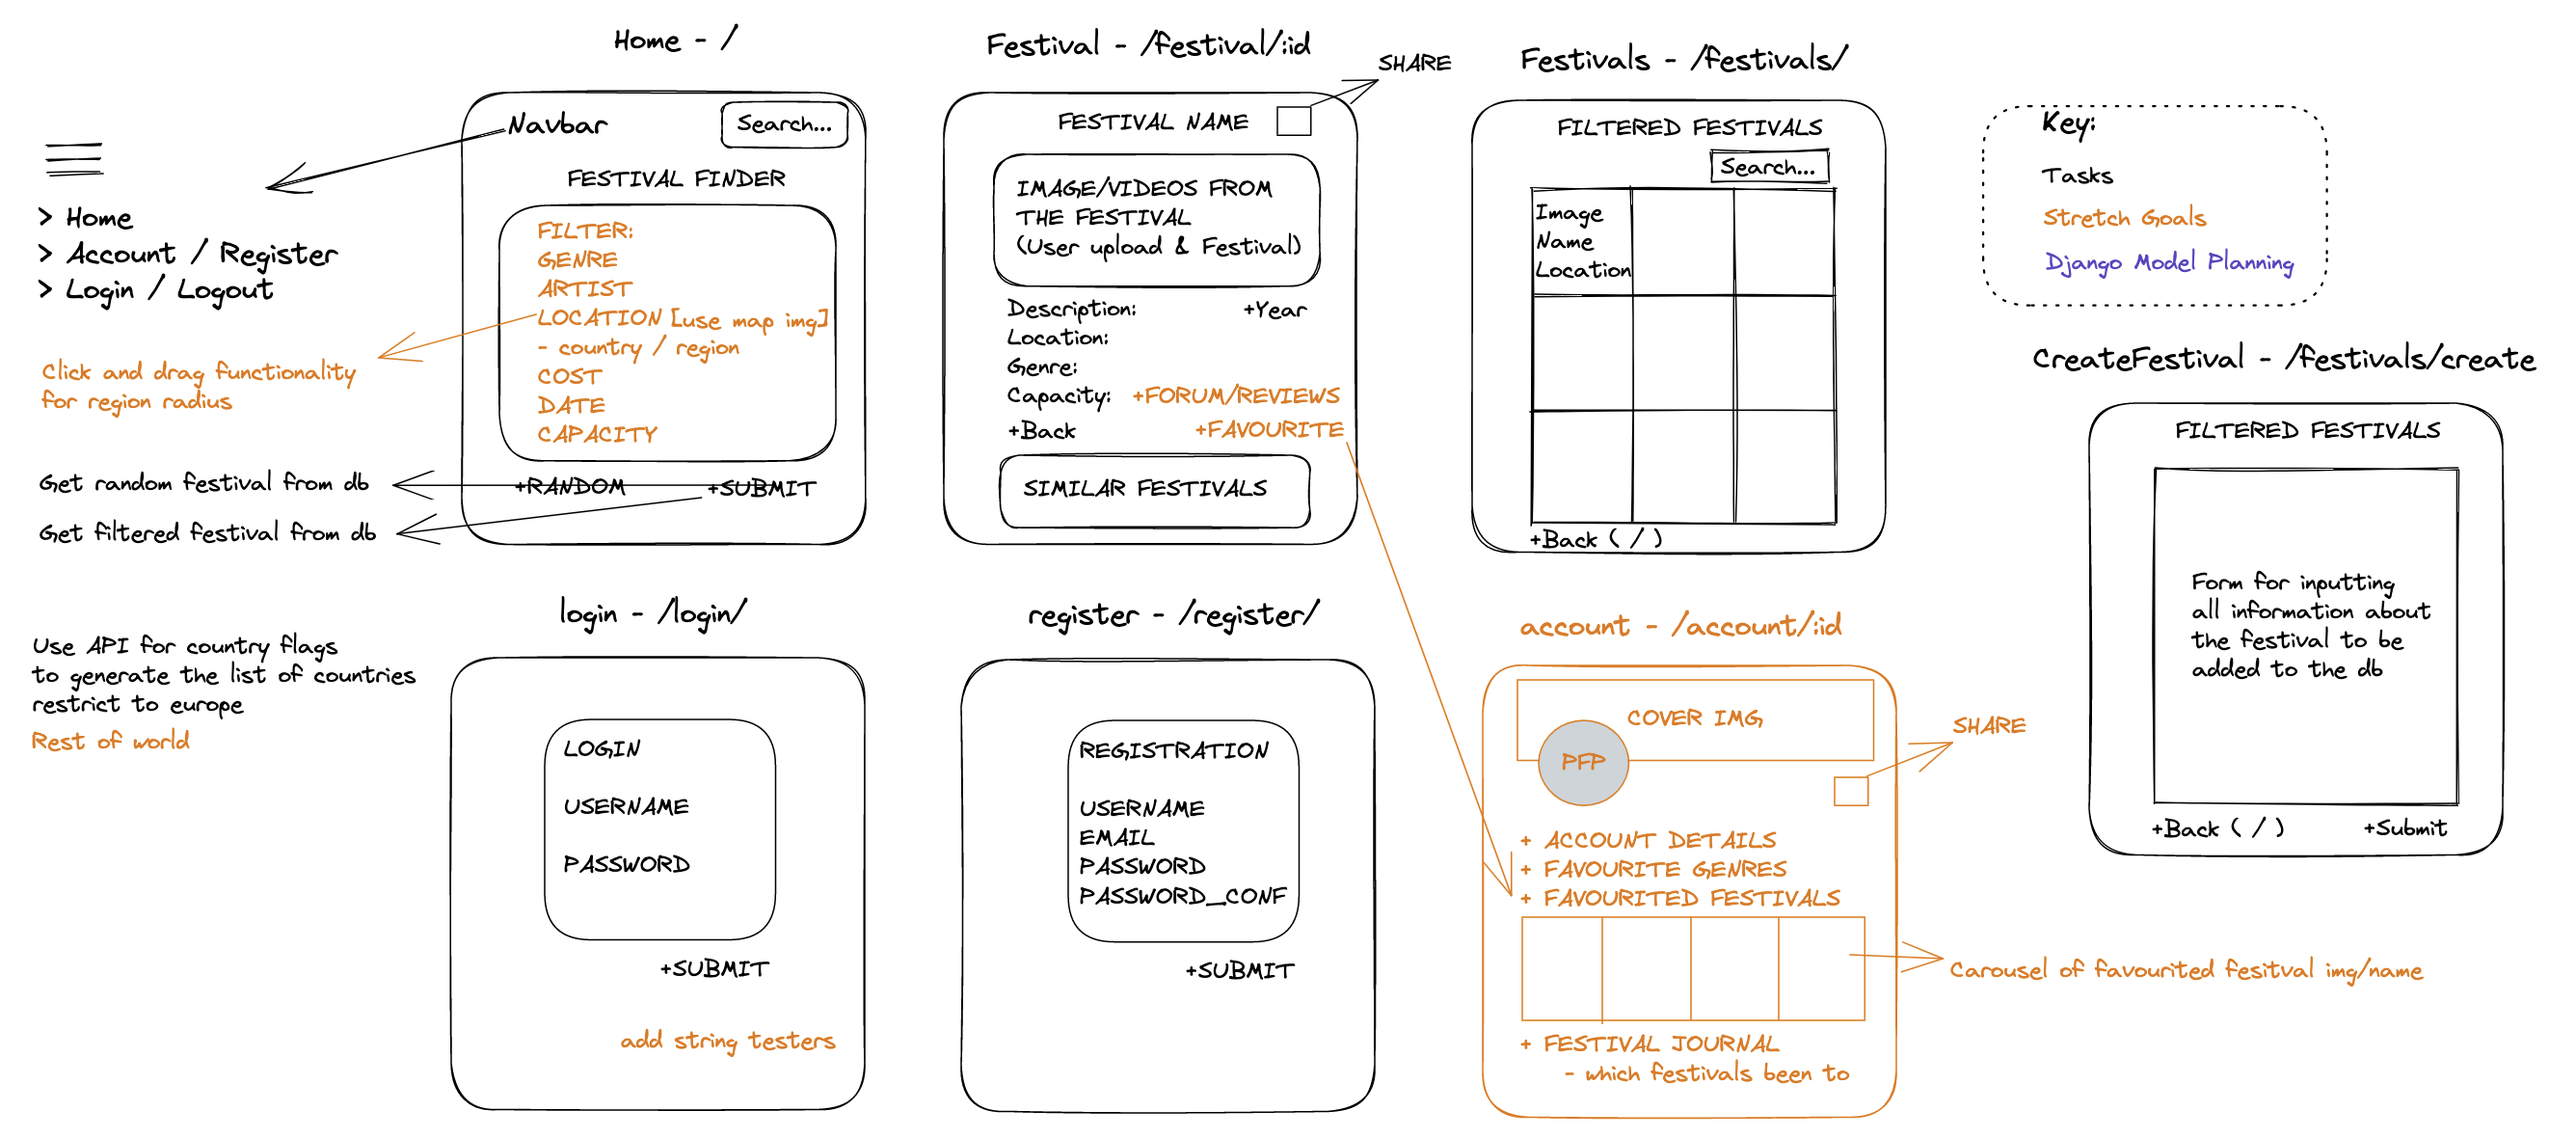 Home - /
Navbar
Search...
FESTIVAL FINDER
FILTER:
GENRE
ARTIST
LOCATION [use map img]
- country / region
COST
DATE
CAPACITY
+RANDOM
+SUBMIT
> Home
> Account / Register
> Login / Logout
Click and drag functionality
for region radius
Get random festival from db
Get filtered festival from db
Use API for country flags
to generate the list of countries
restrict to europe
Rest of world
Festival - /festival/:id
SHARE
FESTIVAL NAME
IMAGE/VIDEOS FROM
THE FESTIVAL
(User upload & Festival)
Description:
+Year
Location:
Genre:
Capacity:
+FORUM/REVIEWS
+Back
+FAVOURITE
SIMILAR FESTIVALS
Festivals - /festivals/
FILTERED FESTIVALS
Search...
Image
Name
Location
+Back ( / )
Key:
Tasks
Stretch Goals
Django Model Planning
CreateFestival - /festivals/create
FILTERED FESTIVALS
Form for inputting
all information about
the festival to be
added to the db
+Back ( / )
+Submit
login - /login/
LOGIN
USERNAME
PASSWORD
+SUBMIT
add string testers
register - /register/
REGISTRATION
USERNAME
EMAIL
PASSWORD
PASSWORD_CONF
+SUBMIT
account - /account/:id
COVER IMG
PFP
SHARE
+ ACCOUNT DETAILS
+ FAVOURITE GENRES
+ FAVOURITED FESTIVALS
Carousel of favourited fesitval img/name
+ FESTIVAL JOURNAL
- which festivals been to